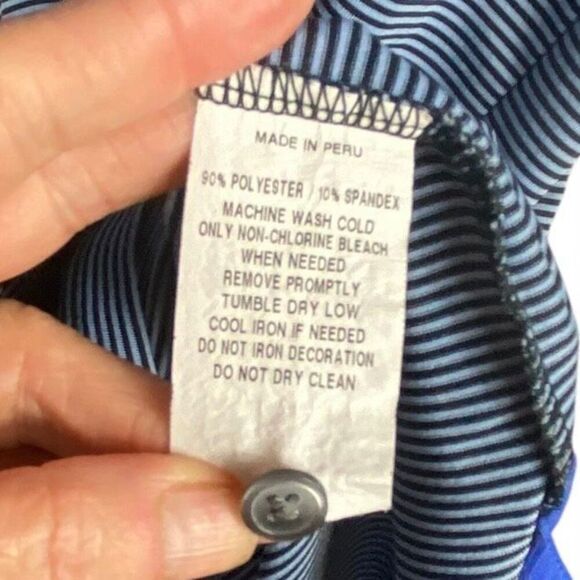 MADE IN PERU
90% POLYESTER / 10% SPANDEX
MACHINE WASH COLD
ONLY NON-CHLORINE BLEACH
WHEN NEEDED
REMOVE PROMPTLY
TUMBLE DRY LOW
COOL IRON IF NEEDED
DO NOT IRON DECORATION
DO NOT DRY CLEAN